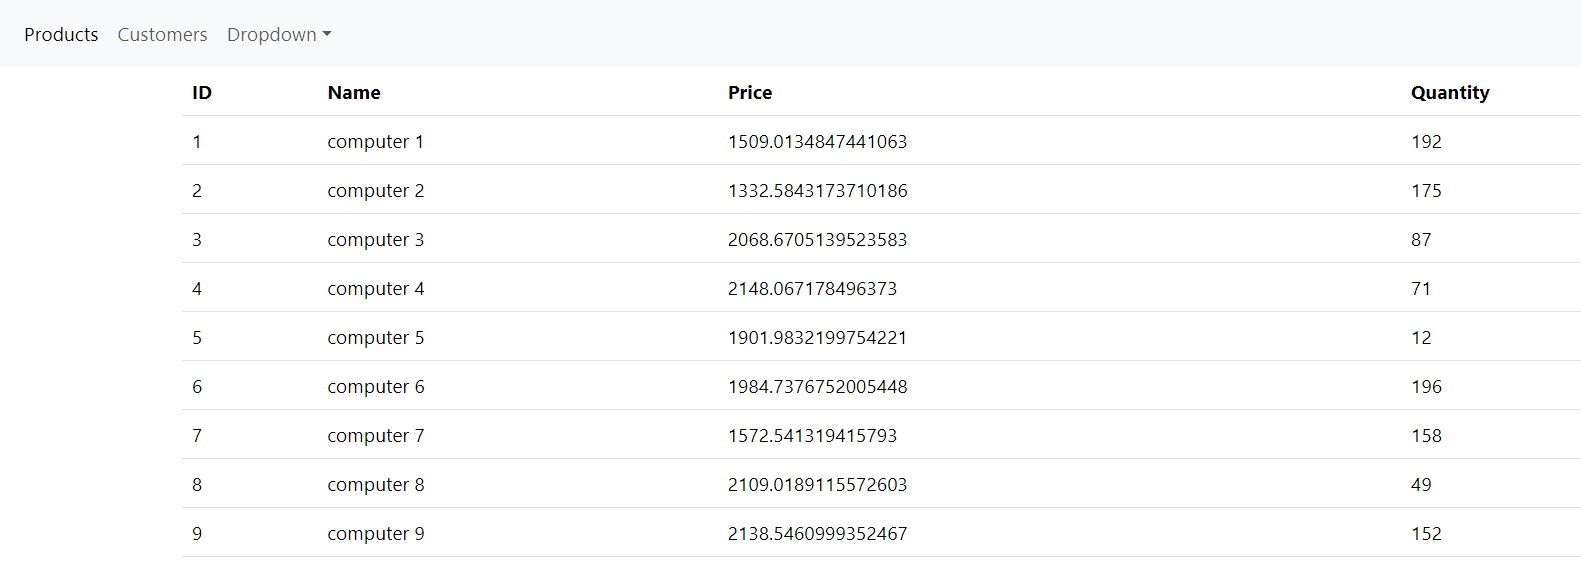 Products Customers Dropdown
ID Name Price Quantity
1 computer 1 1509.0134847441063 192
2 computer 2 1332.5843173710186 175
3 computer 3 2068.6705139523583 87
4 computer 4 2148.067178496373 71
5 computer 5 1901.9832199754221 12
6 computer 6 1984.7376752005448 196
7 computer 7 1572.541319415793 158
8 computer 8 2109.0189115572603 49
9 computer 9 2138.5460999352467 152